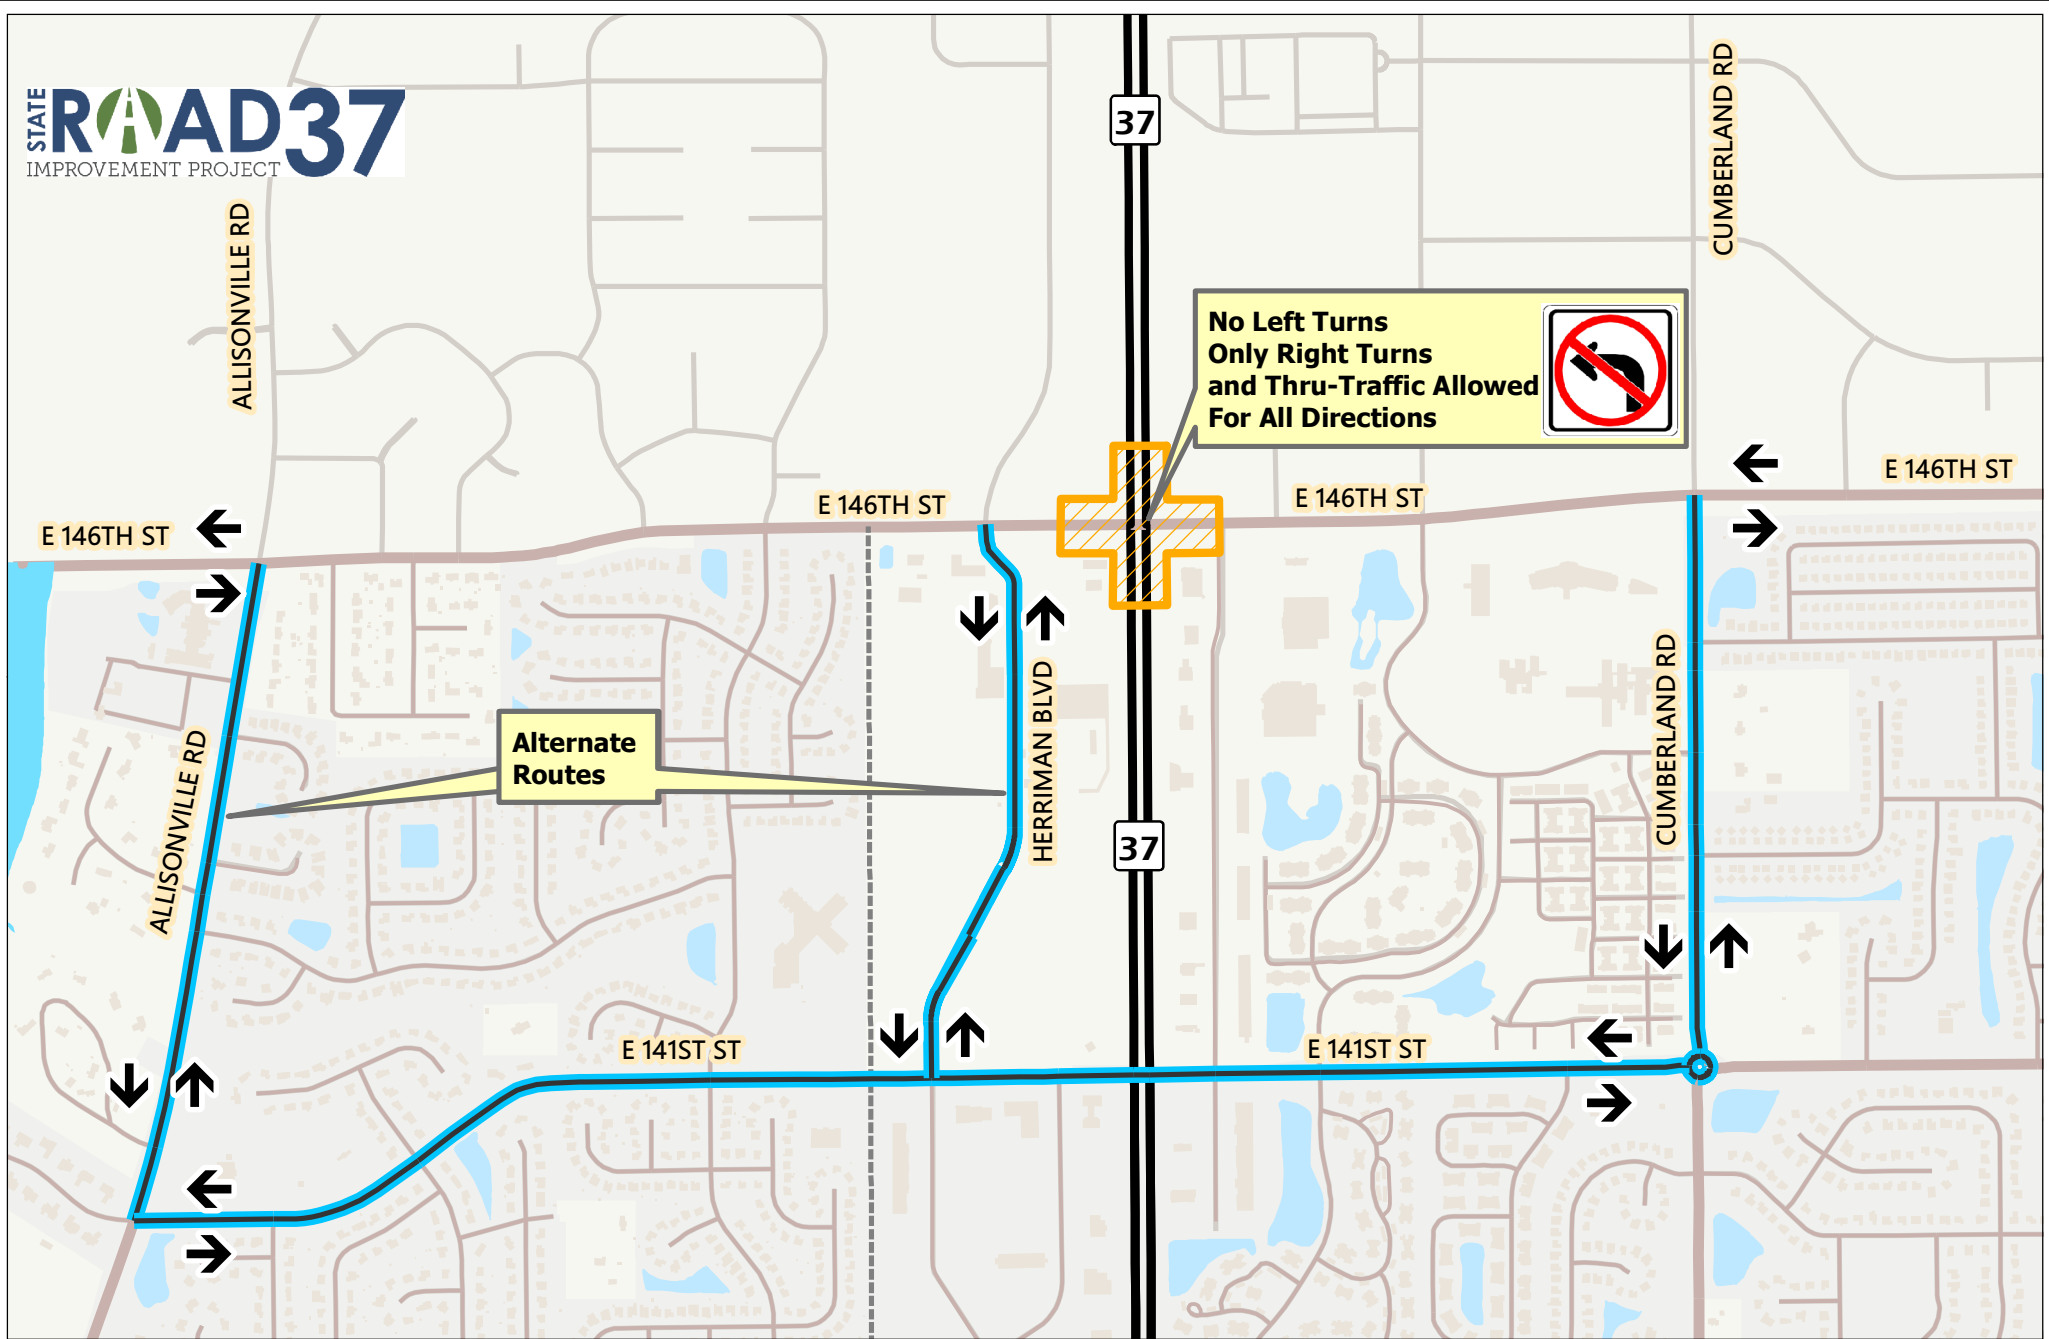 STATE
ROAD 37
IMPROVEMENT PROJECT
37
CUMBERLAND RD
ALLISONVILLE RD
No Left Turns
Only Right Turns
and Thru-Traffic Allowed
For All Directions
E 146TH ST
E 146TH ST
E 146TH ST
E 146TH ST
Alternate
Routes
ALLISONVILLE RD
HERRIMAN BLVD
37
CUMBERLAND RD
E 141ST ST
E 141ST ST